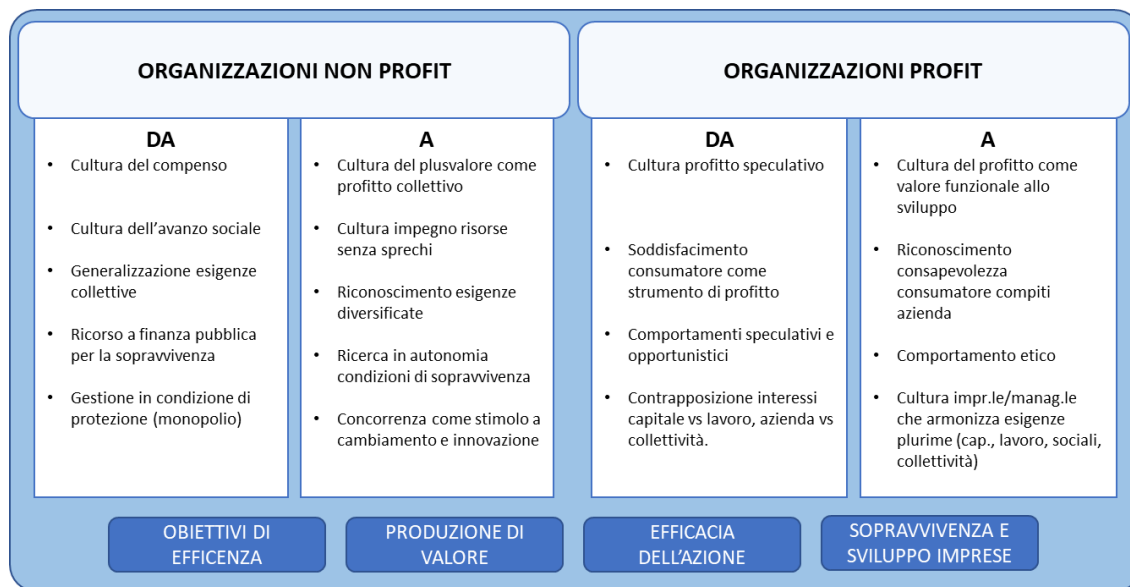 ORGANIZZAZIONI NON PROFIT
DA
• Cultura del compenso
• Cultura dell’avanzo sociale
• Generalizzazione esigenze
collettive
• Ricorso a finanza pubblica
per la sopravvivenza
• Gestione in condizione di
protezione (monopolio)
A
• Cultura del plusvalore come
profitto collettivo
• Cultura impegno risorse
senza sprechi
• Riconoscimento esigenze
diversificate
• Ricerca in autonomia
condizioni di sopravvivenza
• Concorrenza come stimolo a
cambiamento e innovazione
ORGANIZZAZIONI PROFIT
DA
• Cultura profitto speculativo
• Soddisfacimento
consumatore come
strumento di profitto
• Comportamenti speculativi e
opportunistici
• Contrapposizione interessi
capitale vs lavoro, azienda vs
collettività.
A
• Cultura del profitto come
valore funzionale allo
sviluppo
• Riconoscimento
consapevolezza
consumatore compiti
azienda
• Comportamento etico
• Cultura impr.le/manag.le
che armonizza esigenze
plurime (cap., lavoro, sociali,
collettività)
OBIETTIVI DI
EFFICENZA
PRODUZIONE DI
VALORE
EFFICACIA
DELL’AZIONE
SOPRAVVIVENZA E
SVILUPPO IMPRESE